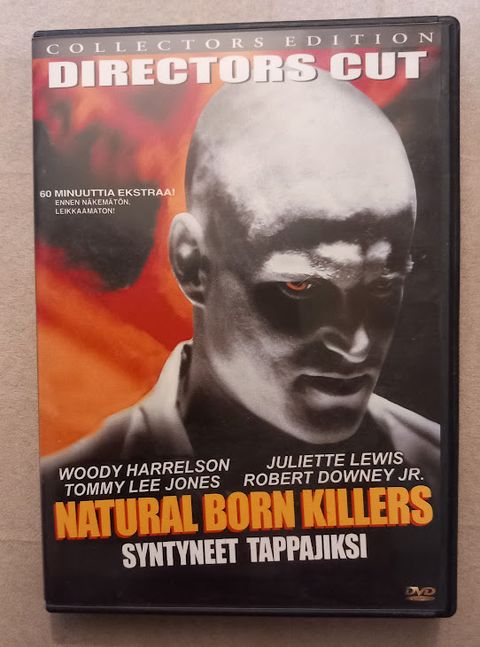 COLLECTORS EDITION
DIRECTORS CUT
60 MINUUTTIA EKSTRAA!
ENNEN NÄKEMÄTÖN,
LEIKKAAMATON!
WOODY HARRELSON JULIETTE LEWIS
TOMMY LEE JONES ROBERT DOWNEY JR.
NATURAL BORN KILLERS
SYNTYNEET TAPPAJIKSI
DVD